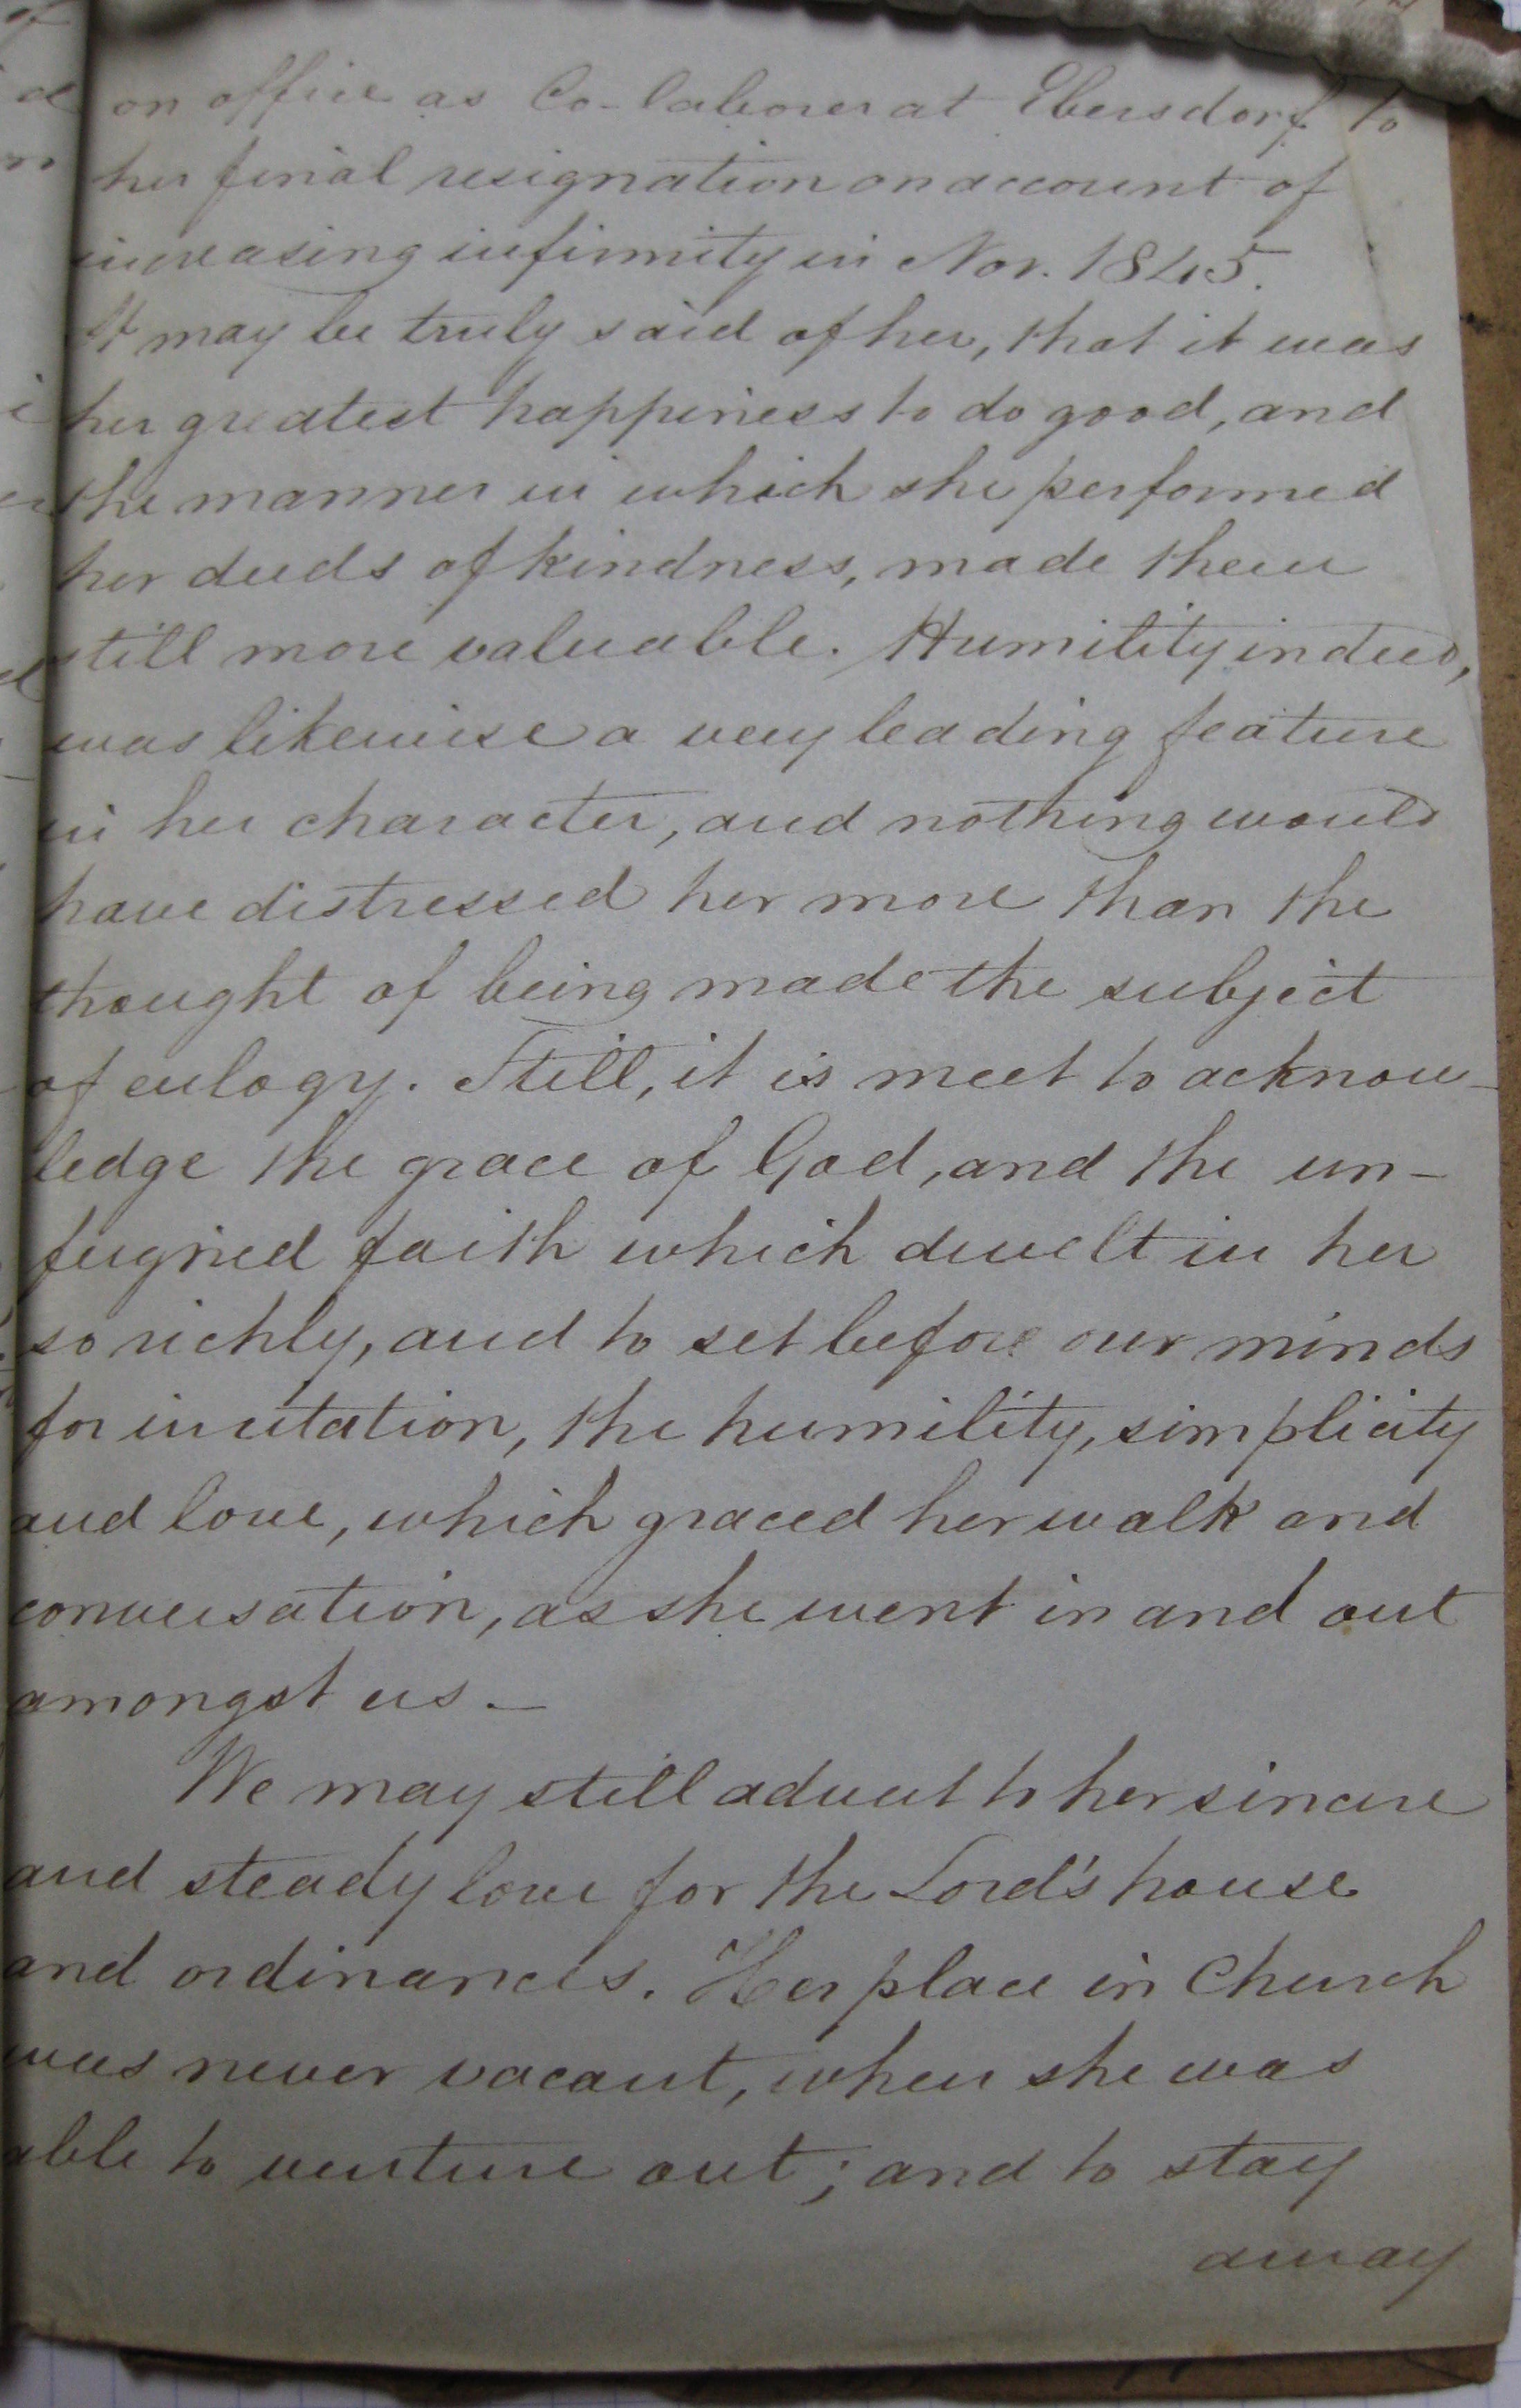 on office as Co-laborer at Ebersdorf to
her final resignation on account of
increasing infirmity in Nov. 1845.
It may be truly said of her, that it was
her greatest happiness to do good, and
the manner in which she performed
her deeds of kindness, made them
still more valuable. Humility indeed,
was likewise a very leading feature
in her character, and nothing would
have distressed her more than the
thought of being made the subject
of eulogy. Still, it is meet to acknow-
ledge the grace of God, and the un-
feigned faith which dwelt in her
so richly, and to set before our minds
for imitation, the humility, simplicity
and love, which graced her walk and
conversation, as she went in and out
amongst us. —
We may still advert to her sincere
and steady love for the Lord's house
and ordinances. Her place in Church
was never vacant, when she was
able to venture out; and to stay
away